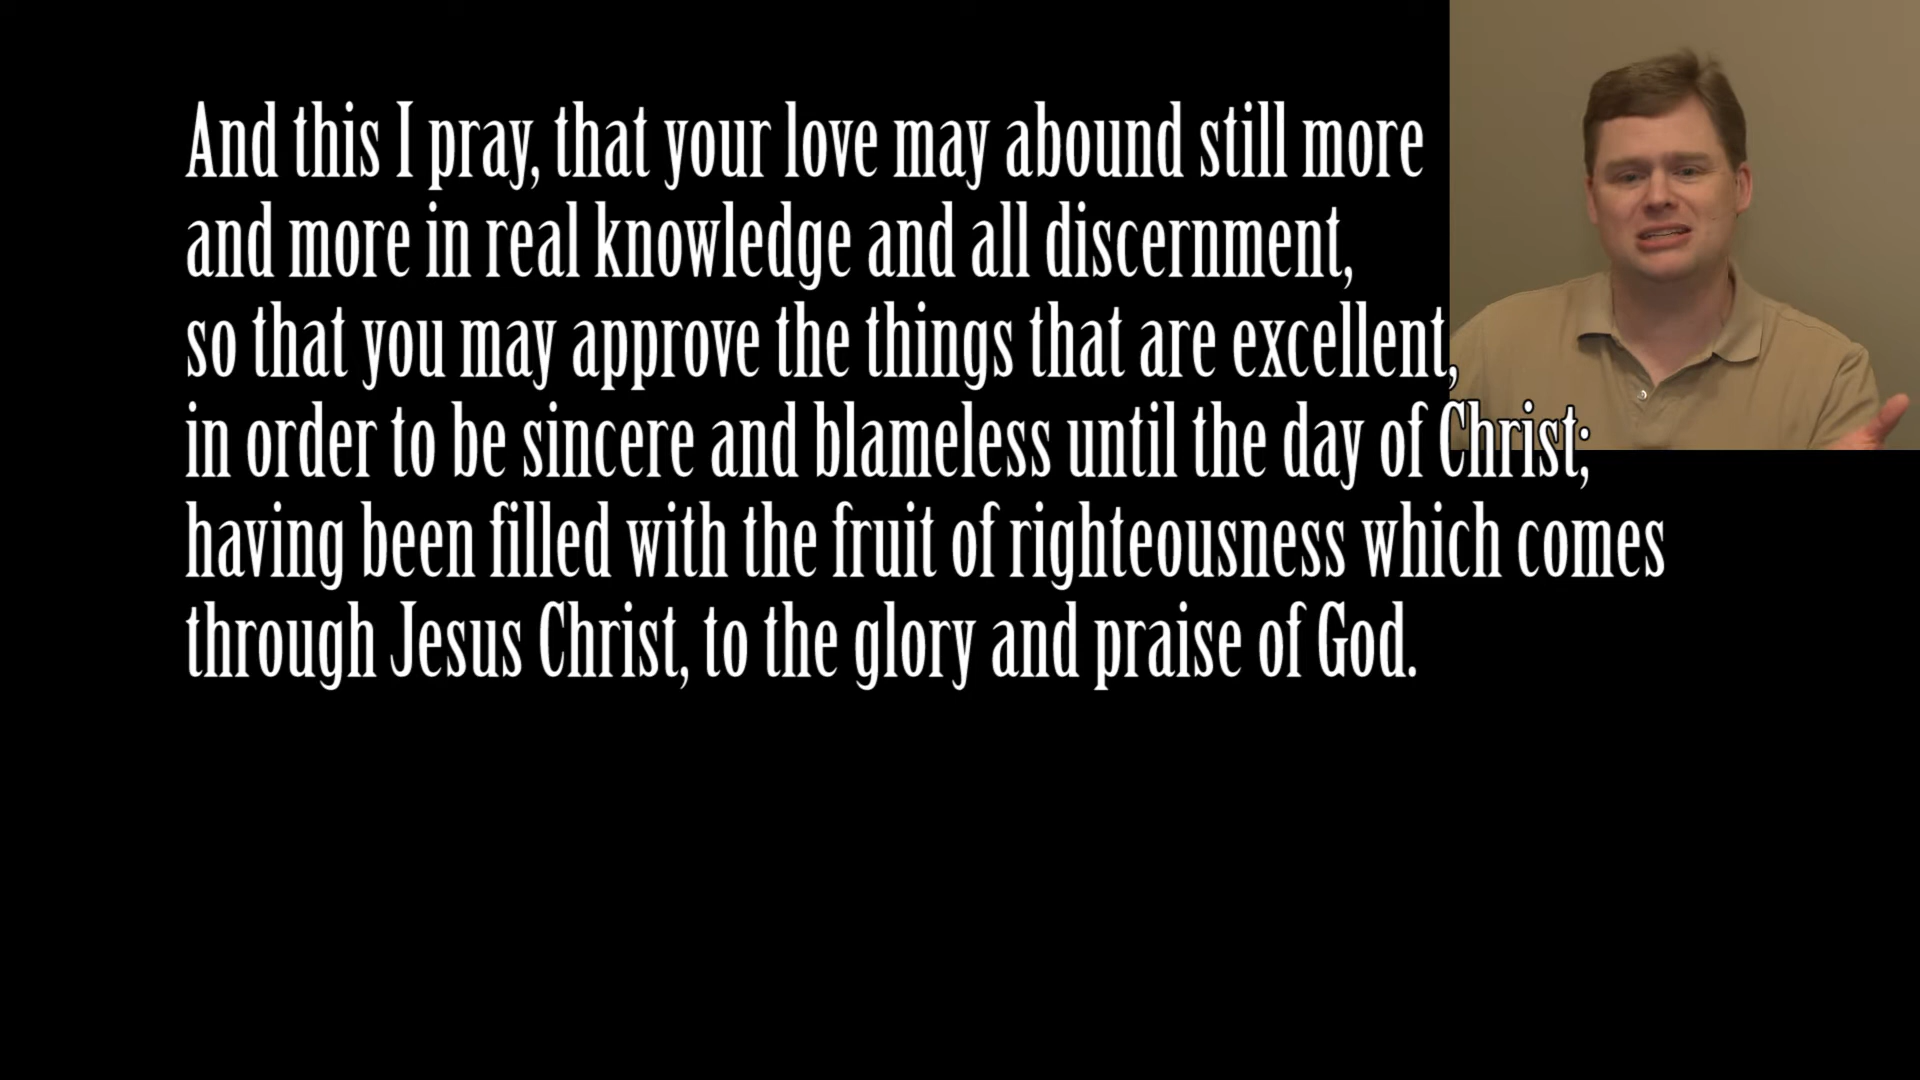 And this I pray, that your love may abound still more
and more in real knowledge and all discernment,
so that you may approve the things that are excellent,
in order to be sincere and blameless until the day of Christ;
having been filled with the fruit of righteousness which comes
through Jesus Christ, to the glory and praise of God.